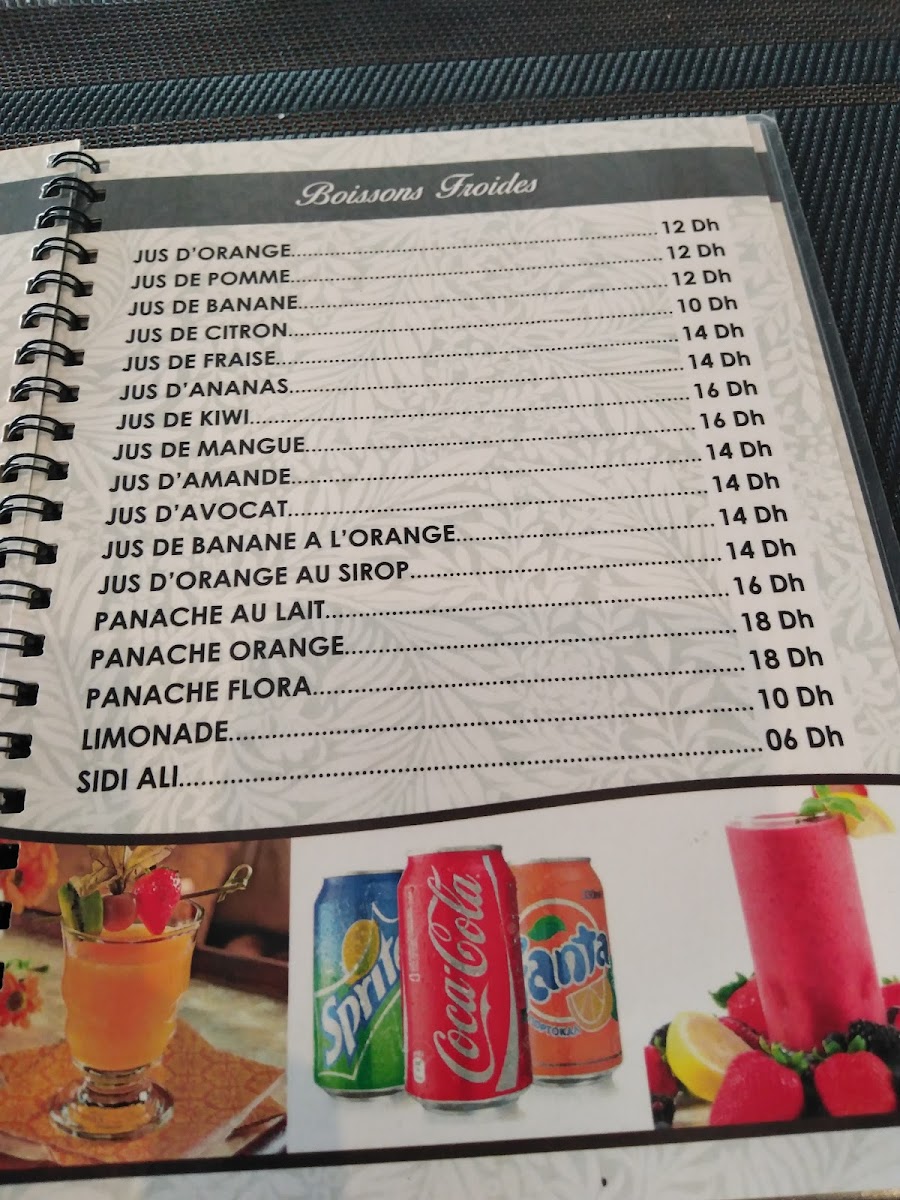 Boissons Froides
JUS D'ORANGE........ 12 Dh
JUS DE POMME........ 12 Dh
JUS DE BANANE........ 12 Dh
JUS DE CITRON........ 10 Dh
JUS DE FRAISE........ 14 Dh
JUS D'ANANAS........ 14 Dh
JUS DE KIWI........ 16 Dh
JUS DE MANGUE........ 16 Dh
JUS D'AMANDE........ 14 Dh
JUS D'AVOCAT........ 14 Dh
JUS DE BANANE A L'ORANGE........ 14 Dh
JUS D'ORANGE AU SIROP........ 14 Dh
PANACHE AU LAIT........ 16 Dh
PANACHE ORANGE........ 18 Dh
PANACHE FLORA........ 18 Dh
LIMONADE........ 10 Dh
SIDI ALI........ 06 Dh
Sprite
Coca-Cola
Fanta